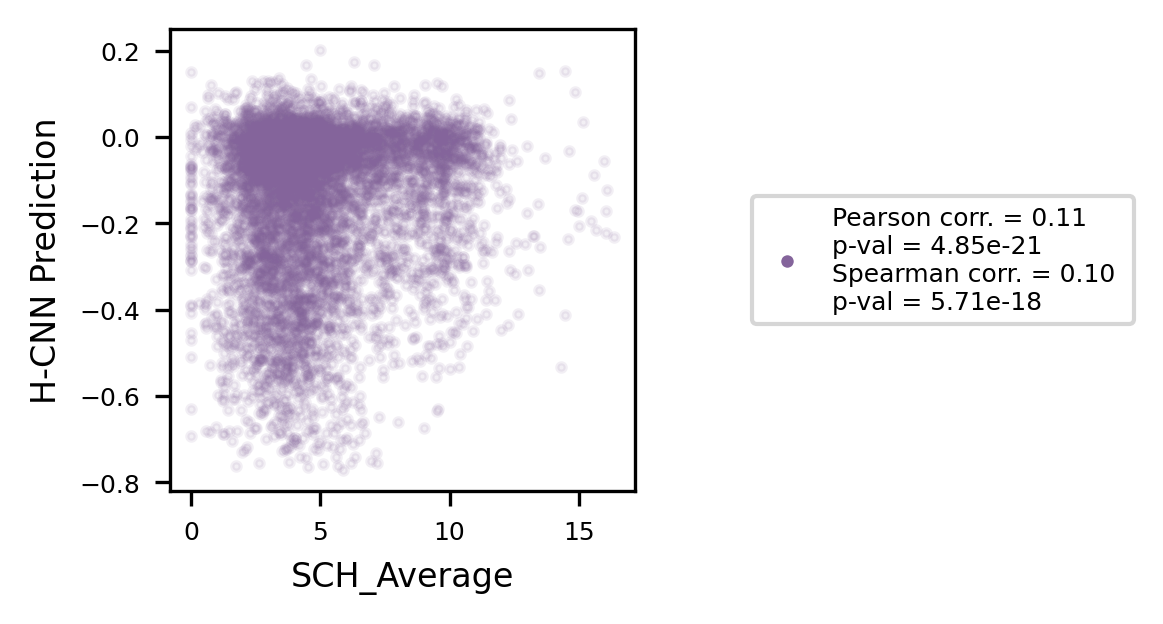 0.2
0.0
−0.2
−0.4
−0.6
−0.8
H-CNN Prediction
0 5 10 15
SCH_Average
Pearson corr. = 0.11
p-val = 4.85e-21
Spearman corr. = 0.10
p-val = 5.71e-18